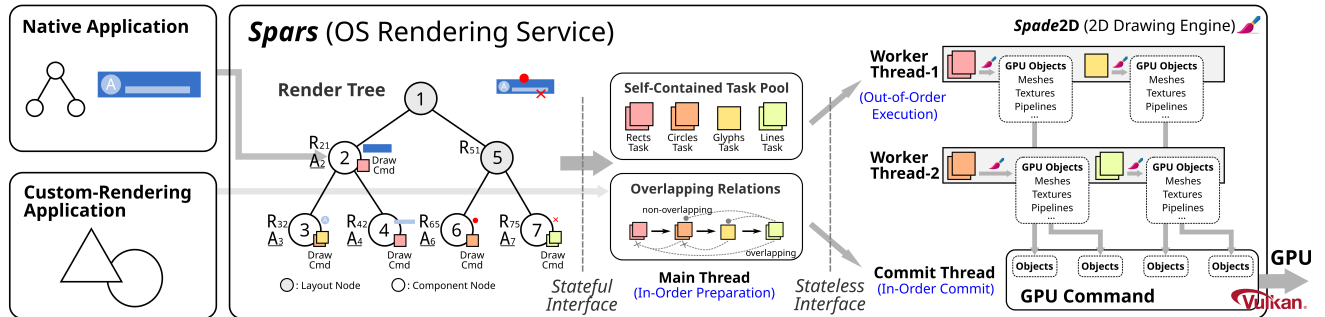 Native Application
A
Custom-Rendering
Application
Spars (OS Rendering Service)
Render Tree
A
1
R21
A2
2
Draw
Cmd
R51
5
R32
A3
3
A
Draw
Cmd
R42
A4
4
Draw
Cmd
R65
A6
6
Draw
Cmd
R75
A7
7
Draw
Cmd
: Layout Node
: Component Node
Stateful
Interface
Self-Contained Task Pool
Rects
Task
Circles
Task
Glyphs
Task
Lines
Task
Overlapping Relations
non-overlapping
overlapping
Main Thread
(In-Order Preparation)
Stateless
Interface
Spade2D (2D Drawing Engine)
Worker
Thread-1
(Out-of-Order
Execution)
GPU Objects
Meshes
Textures
Pipelines
...
GPU Objects
Meshes
Textures
Pipelines
...
Worker
Thread-2
GPU Objects
Meshes
Textures
Pipelines
...
GPU Objects
Meshes
Textures
Pipelines
...
Commit Thread
(In-Order Commit)
Objects
Objects
Objects
Objects
GPU Command
GPU
Vulkan.